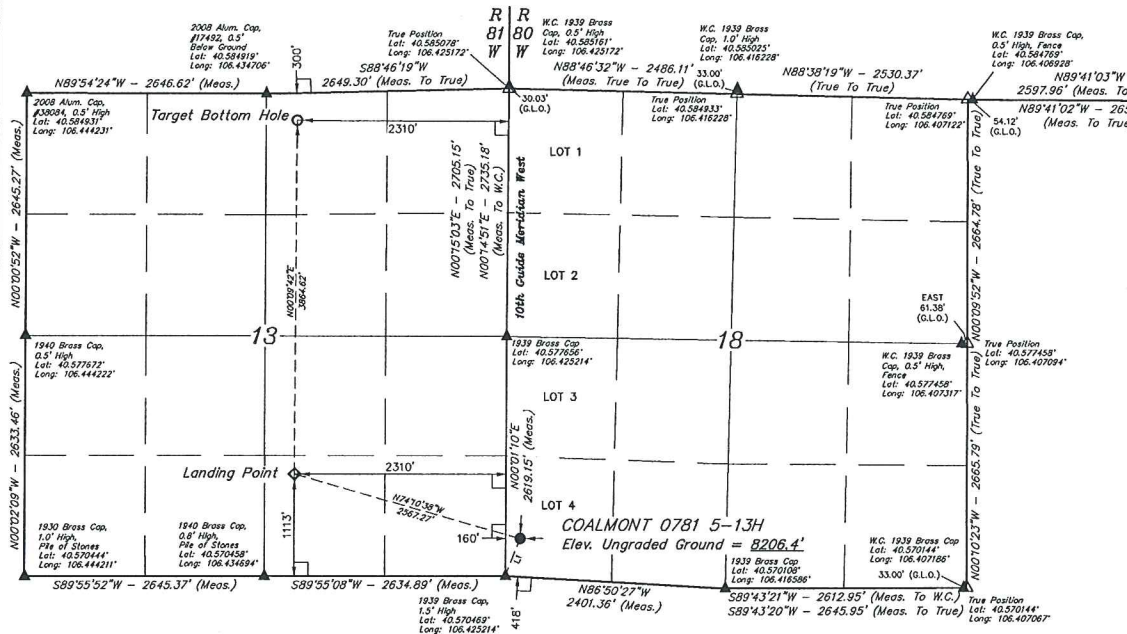 R
81
W
R
80
W
2008 Alum. Cap,
#17492, 0.5'
Below Ground
Lat: 40.584919°
Long: 106.434706°
300'
True Position
Lat: 40.585078°
Long: 106.425172°
W.C. 1939 Brass
Cap, 0.5' High
Lat: 40.585161°
Long: 106.425172°
W.C. 1939 Brass
Cap, 1.0' High
Lat: 40.585025°
Long: 106.416228°
W.C. 1939 Brass Cap,
0.5' High, Fence
Lat: 40.584769°
Long: 106.406928°
N89°54'24"W - 2646.62' (Meas.)
S88°46'19"W
2649.30' (Meas. To True)
N88°46'32"W - 2486.11'
(Meas. True To True)
33.00'
(G.L.O.)
N88°38'19"W - 2530.37'
(True To True)
N89°41'03"W
2597.96' (Meas. To
N89°41'02"W - 265
(Meas. To True
54.12'
(G.L.O.)
30.03'
(G.L.O.)
2008 Alum. Cap,
#38084, 0.5' High
Lat: 40.584931°
Long: 106.444231°
Target Bottom Hole
2310'
True Position
Lat: 40.584933°
Long: 106.416228°
True Position
Lat: 40.584769°
Long: 106.407122°
N00°00'52"W - 2645.27' (Meas.)
N00°09'42"E
3864.62'
N00°15'03"E - 2705.15'
(Meas. To True)
N00°14'51"E - 2735.18'
(Meas. To W.C.)
10th Guide Meridian West
LOT 1
LOT 2
N00°09'52"W - 2664.78' (True To True)
EAST
61.38'
(G.L.O.)
13
18
1940 Brass Cap,
0.5' High
Lat: 40.577672°
Long: 106.444222°
1939 Brass Cap
Lat: 40.577656°
Long: 106.425214°
W.C. 1939 Brass
Cap, 0.5' High,
Fence
Lat: 40.577458°
Long: 106.407317°
True Position
Lat: 40.577458°
Long: 106.407094°
N00°02'09"W - 2633.46' (Meas.)
LOT 3
N00°01'10"E
2619.15' (Meas.)
Landing Point
2310'
N74°10'38"W
2567.27'
LOT 4
N00°10'23"W - 2665.79' (True To True)
1113'
160'
COALMONT 0781 5-13H
Elev. Ungraded Ground = 8206.4'
1930 Brass Cap,
1.0' High,
Pile of Stones
Lat: 40.570444°
Long: 106.444211°
1940 Brass Cap,
0.8' High,
Pile of Stones
Lat: 40.570458°
Long: 106.434694°
1939 Brass Cap
Lat: 40.570108°
Long: 106.416586°
W.C. 1939 Brass Cap
Lat: 40.570144°
Long: 106.407186°
33.00' (G.L.O.)
S89°55'52"W - 2645.37' (Meas.)
S89°55'08"W - 2634.89' (Meas.)
N86°50'27"W
2401.36' (Meas.)
S89°43'21"W - 2612.95' (Meas. To W.C.)
S89°43'20"W - 2645.95' (Meas. To True)
1939 Brass Cap,
1.5' High
Lat: 40.570469°
Long: 106.425214°
418'
True Position
Lat: 40.570144°
Long: 106.407067°